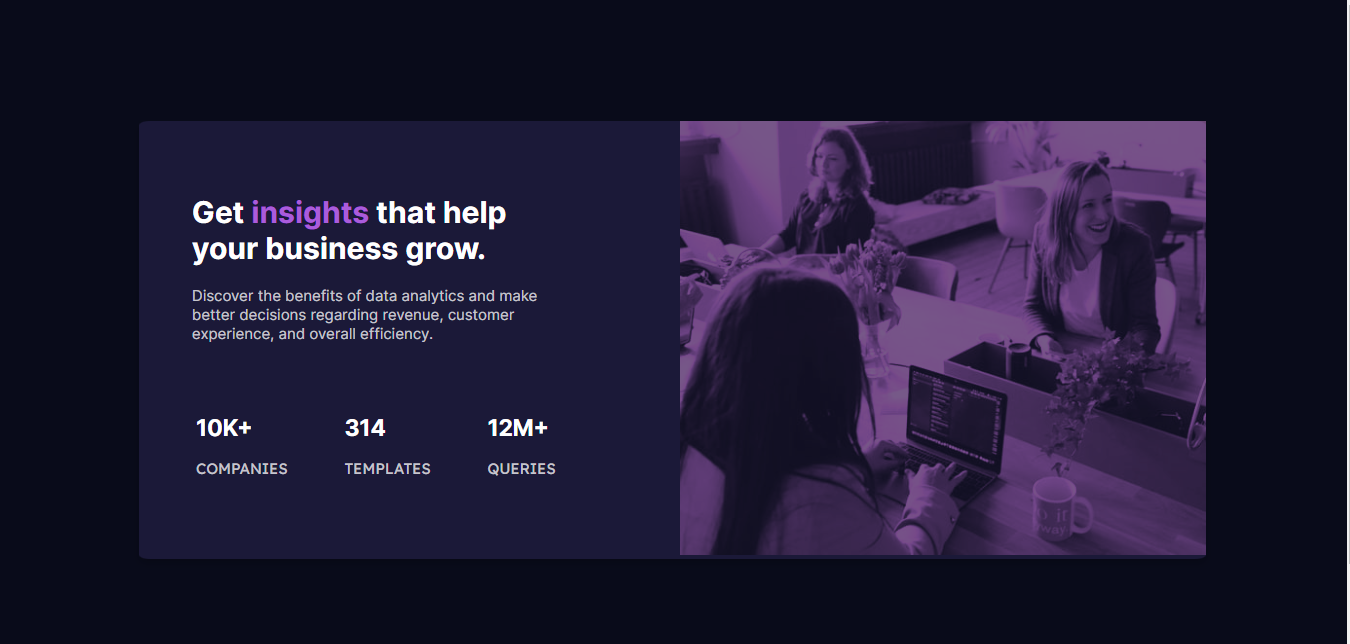 Get insights that help
your business grow.
Discover the benefits of data analytics and make
better decisions regarding revenue, customer
experience, and overall efficiency.
10K+ 314 12M+
COMPANIES TEMPLATES QUERIES